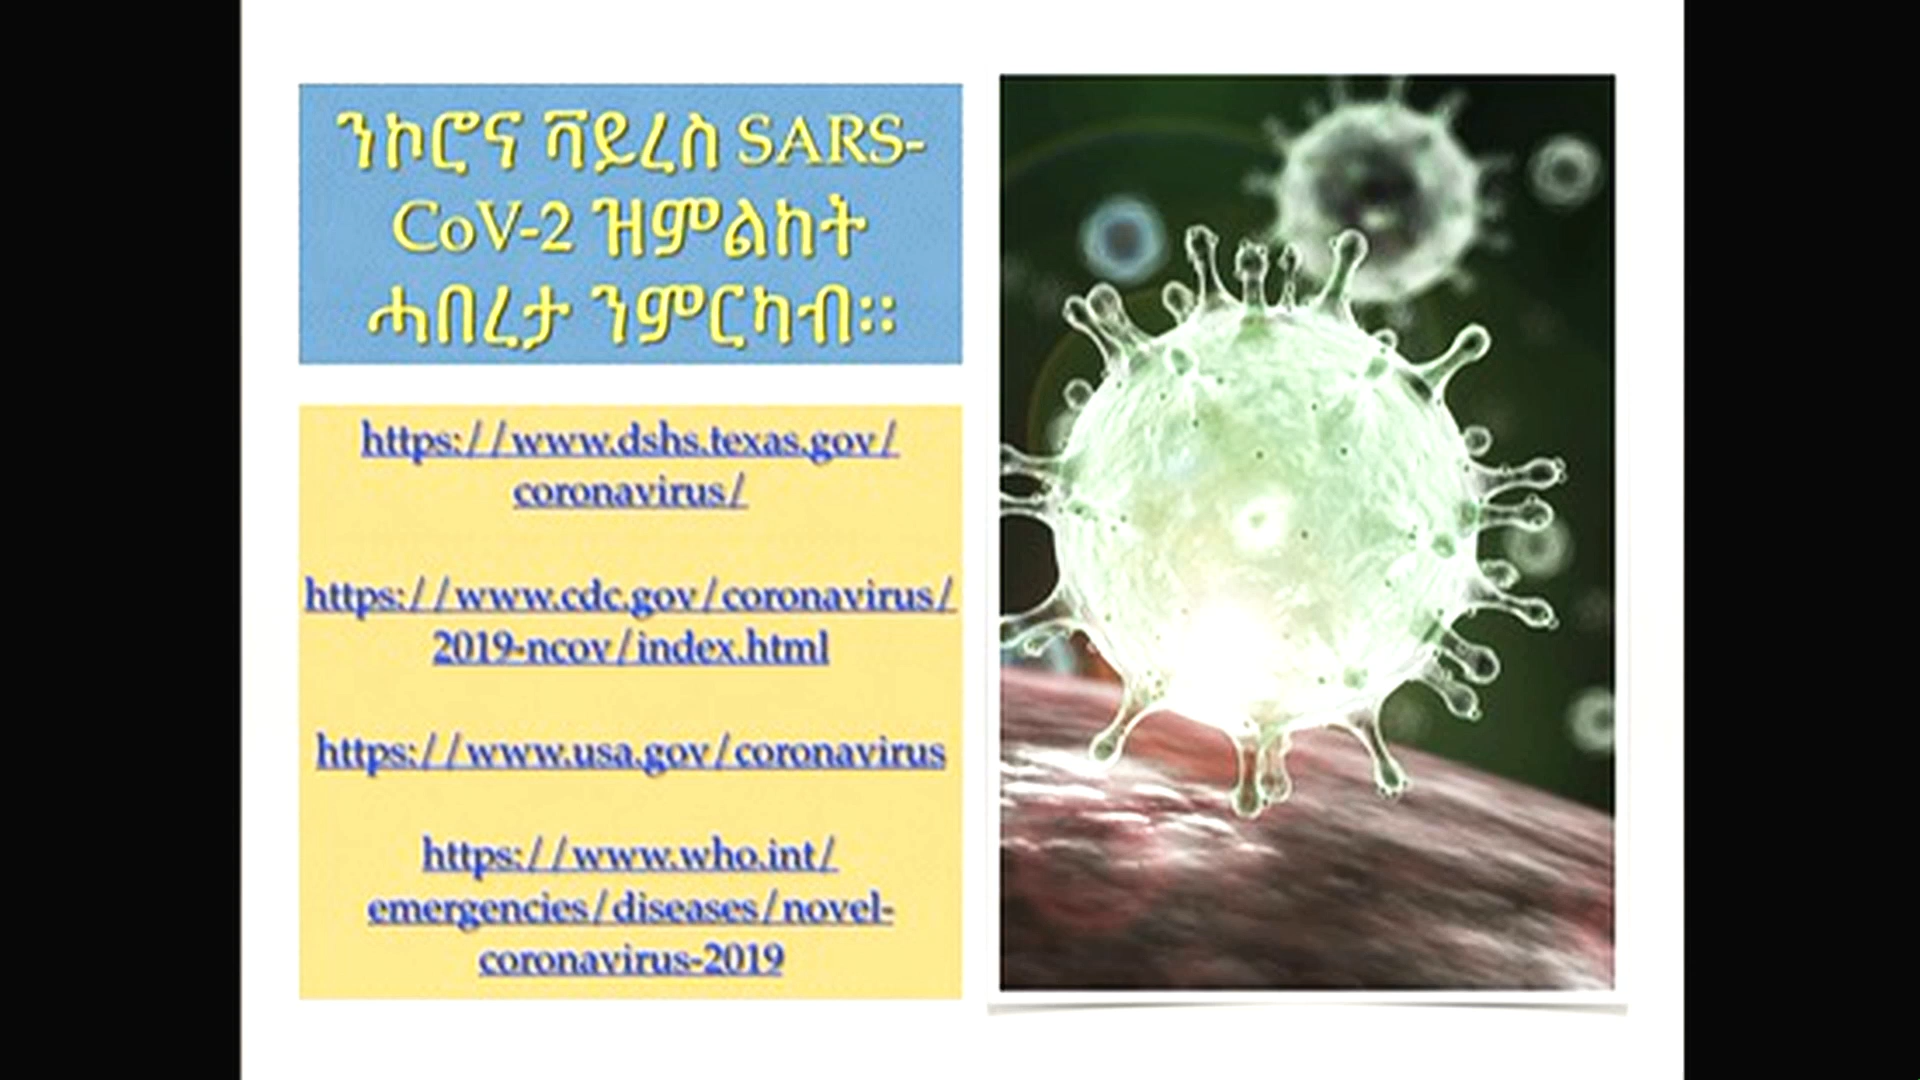 ንኮሮና ቫይረስ SARS-
CoV-2 ዝምልከት
ሓበሬታ ንምርካብ።
https://www.dshs.texas.gov/
coronavirus/
https://www.cdc.gov/coronavirus/
2019-ncov/index.html
https://www.usa.gov/coronavirus
https://www.who.int/
emergencies/diseases/novel-
coronavirus-2019